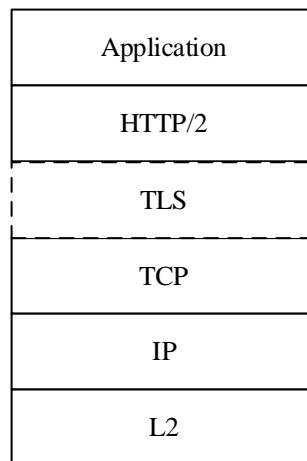 Application
HTTP/2
TLS
TCP
IP
L2